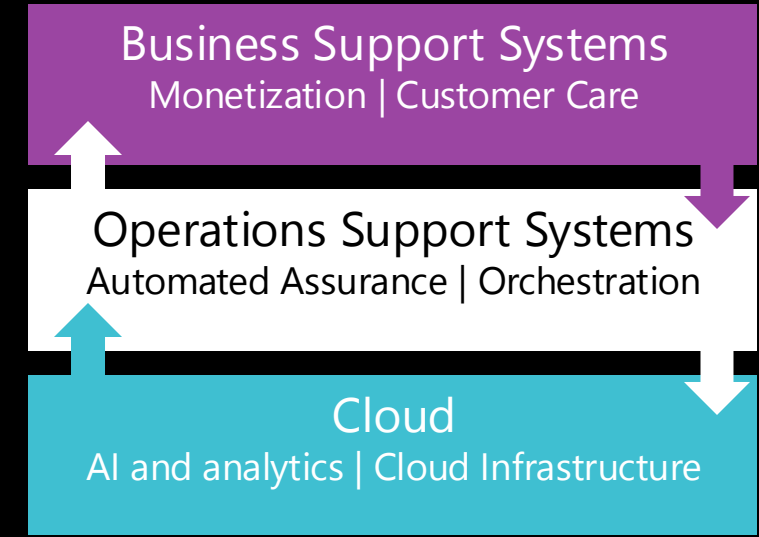 Business Support Systems
Monetization | Customer Care
Operations Support Systems
Automated Assurance | Orchestration
Cloud
AI and analytics | Cloud Infrastructure